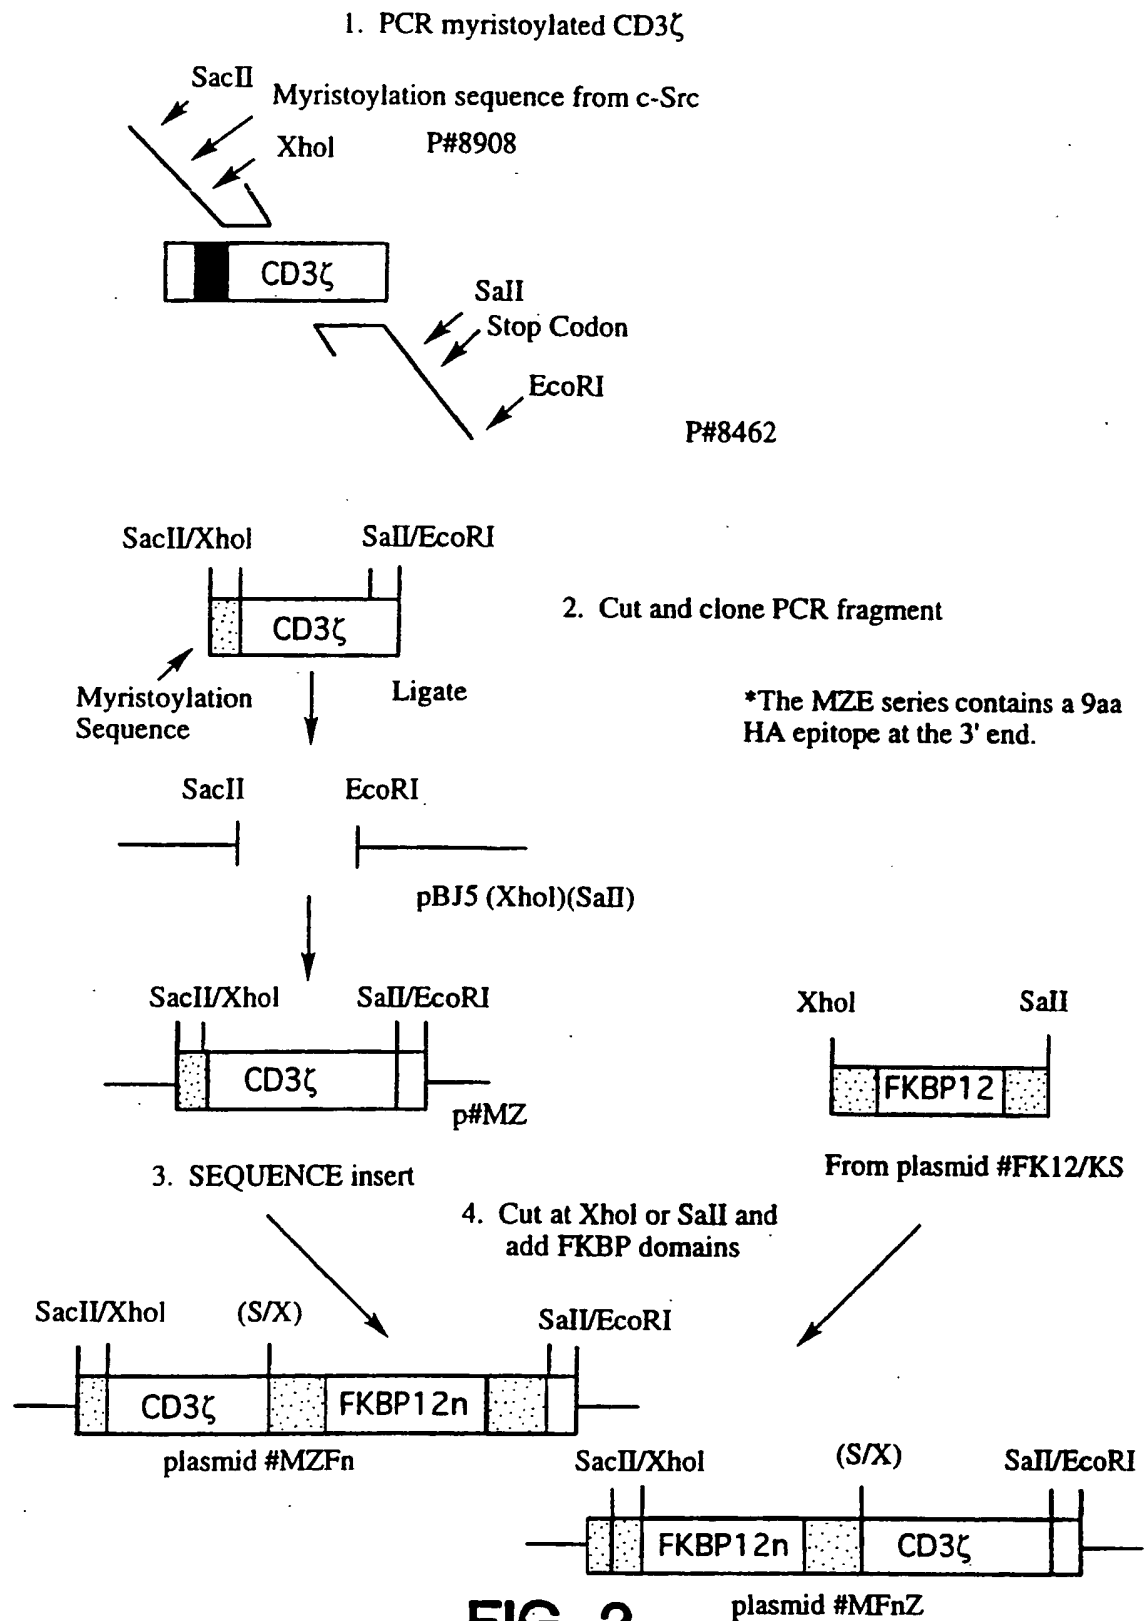 1. PCR myristoylated CD3ζ
SacII
Myristoylation sequence from c-Src
XhoI
P#8908
CD3ζ
SalI
Stop Codon
EcoRI
P#8462
SacII/XhoI
SalI/EcoRI
CD3ζ
2. Cut and clone PCR fragment
Myristoylation
Sequence
Ligate
*The MZE series contains a 9aa
HA epitope at the 3' end.
SacII
EcoRI
pBJ5 (XhoI)(SalI)
SacII/XhoI
SalI/EcoRI
CD3ζ
p#MZ
XhoI
SalI
FKBP12
From plasmid #FK12/KS
3. SEQUENCE insert
4. Cut at XhoI or SalI and
add FKBP domains
SacII/XhoI
(S/X)
SalI/EcoRI
CD3ζ
FKBP12n
plasmid #MZFn
SacII/XhoI
(S/X)
SalI/EcoRI
FKBP12n
CD3ζ
plasmid #MFnZ
FIG. 2